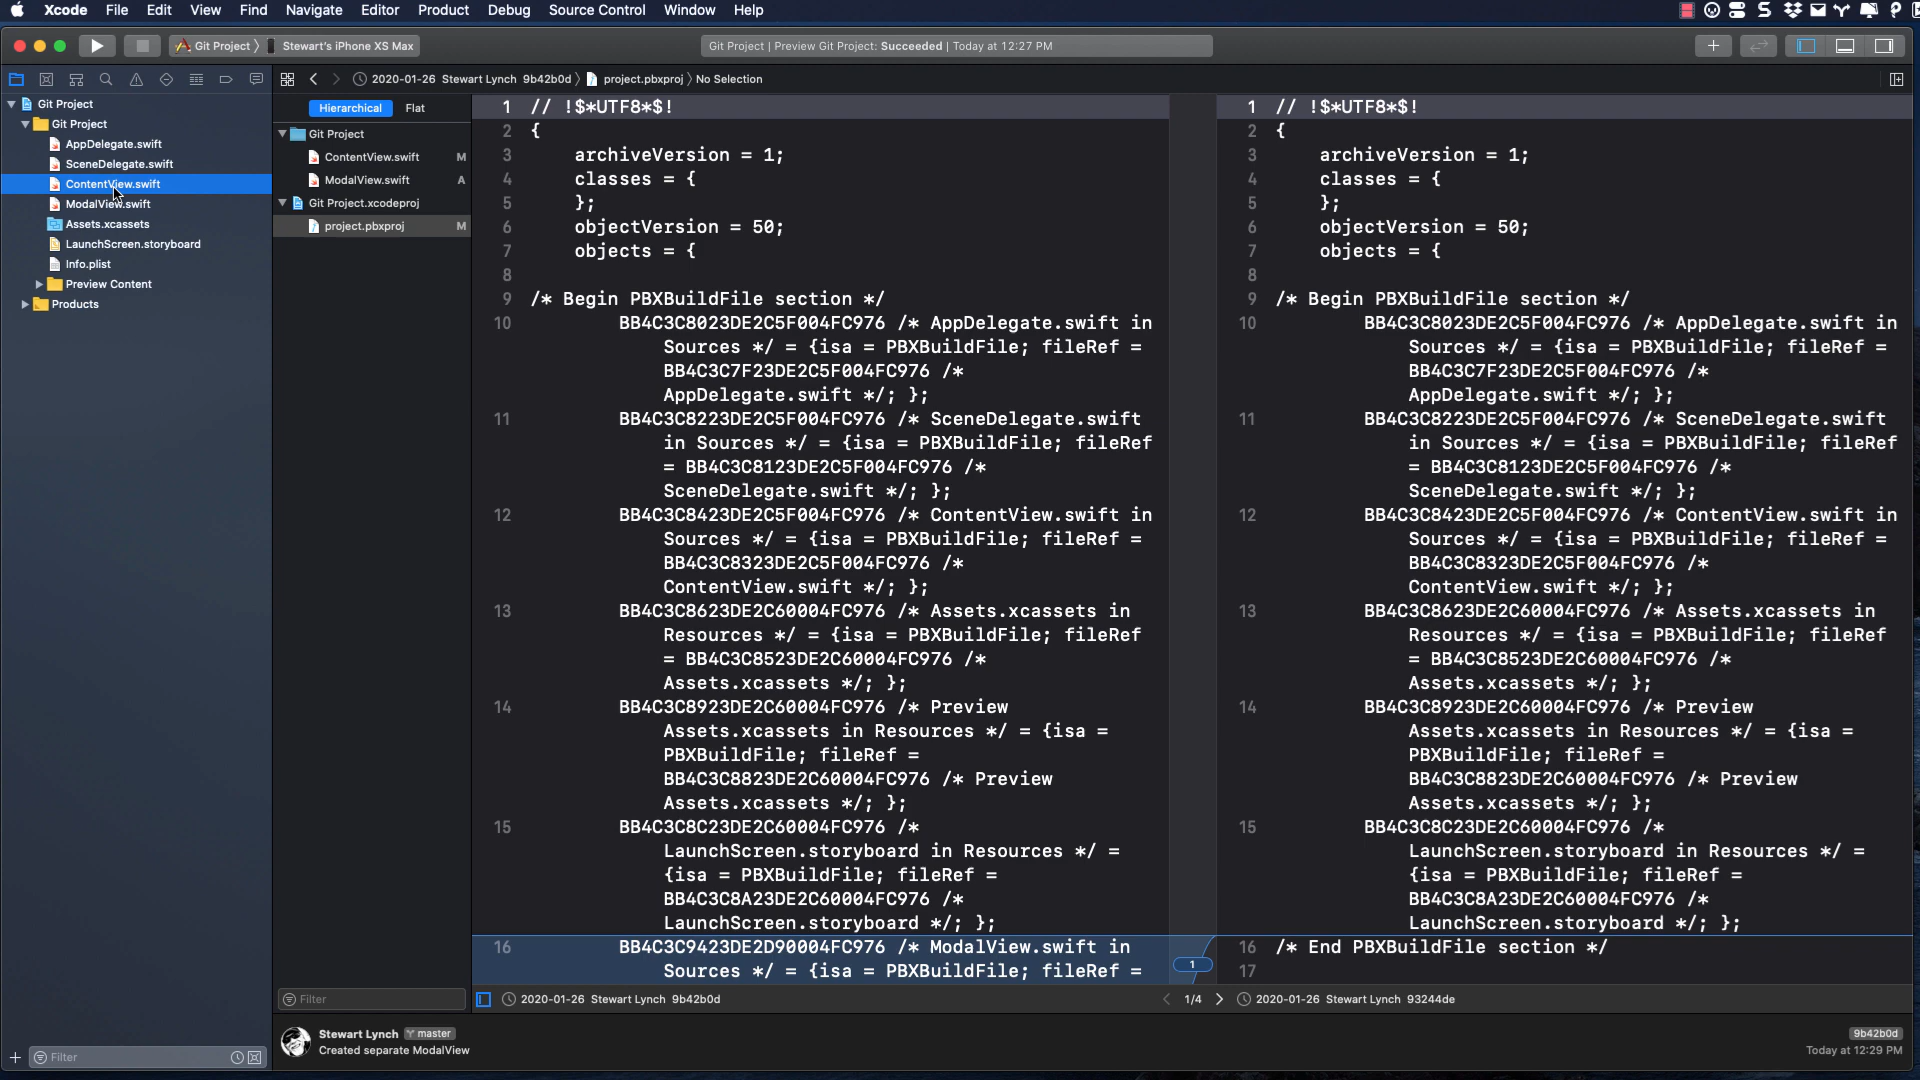 Xcode File Edit View Find Navigate Editor Product Debug Source Control Window Help
Git Project 〉 Stewart's iPhone XS Max
Git Project | Preview Git Project: Succeeded | Today at 12:27 PM
2020-01-26 Stewart Lynch 9b42b0d 〉 project.pbxproj 〉 No Selection
Git Project
Git Project
AppDelegate.swift
SceneDelegate.swift
ContentView.swift
ModalView.swift
Assets.xcassets
LaunchScreen.storyboard
Info.plist
Preview Content
Products
Filter
Hierarchical Flat
Git Project
ContentView.swift M
ModalView.swift A
Git Project.xcodeproj
project.pbxproj M
Filter
1 // !$*UTF8*$!
2 {
3 archiveVersion = 1;
4 classes = {
5 };
6 objectVersion = 50;
7 objects = {
8
9 /* Begin PBXBuildFile section */
10 BB4C3C8023DE2C5F004FC976 /* AppDelegate.swift in
Sources */ = {isa = PBXBuildFile; fileRef =
BB4C3C7F23DE2C5F004FC976 /*
AppDelegate.swift */; };
11 BB4C3C8223DE2C5F004FC976 /* SceneDelegate.swift
in Sources */ = {isa = PBXBuildFile; fileRef
= BB4C3C8123DE2C5F004FC976 /*
SceneDelegate.swift */; };
12 BB4C3C8423DE2C5F004FC976 /* ContentView.swift in
Sources */ = {isa = PBXBuildFile; fileRef =
BB4C3C8323DE2C5F004FC976 /*
ContentView.swift */; };
13 BB4C3C8623DE2C60004FC976 /* Assets.xcassets in
Resources */ = {isa = PBXBuildFile; fileRef
= BB4C3C8523DE2C60004FC976 /*
Assets.xcassets */; };
14 BB4C3C8923DE2C60004FC976 /* Preview
Assets.xcassets in Resources */ = {isa =
PBXBuildFile; fileRef =
BB4C3C8823DE2C60004FC976 /* Preview
Assets.xcassets */; };
15 BB4C3C8C23DE2C60004FC976 /*
LaunchScreen.storyboard in Resources */ =
{isa = PBXBuildFile; fileRef =
BB4C3C8A23DE2C60004FC976 /*
LaunchScreen.storyboard */; };
16 BB4C3C9423DE2D90004FC976 /* ModalView.swift in
Sources */ = {isa = PBXBuildFile; fileRef =
1
1 // !$*UTF8*$!
2 {
3 archiveVersion = 1;
4 classes = {
5 };
6 objectVersion = 50;
7 objects = {
8
9 /* Begin PBXBuildFile section */
10 BB4C3C8023DE2C5F004FC976 /* AppDelegate.swift in
Sources */ = {isa = PBXBuildFile; fileRef =
BB4C3C7F23DE2C5F004FC976 /*
AppDelegate.swift */; };
11 BB4C3C8223DE2C5F004FC976 /* SceneDelegate.swift
in Sources */ = {isa = PBXBuildFile; fileRef
= BB4C3C8123DE2C5F004FC976 /*
SceneDelegate.swift */; };
12 BB4C3C8423DE2C5F004FC976 /* ContentView.swift in
Sources */ = {isa = PBXBuildFile; fileRef =
BB4C3C8323DE2C5F004FC976 /*
ContentView.swift */; };
13 BB4C3C8623DE2C60004FC976 /* Assets.xcassets in
Resources */ = {isa = PBXBuildFile; fileRef
= BB4C3C8523DE2C60004FC976 /*
Assets.xcassets */; };
14 BB4C3C8923DE2C60004FC976 /* Preview
Assets.xcassets in Resources */ = {isa =
PBXBuildFile; fileRef =
BB4C3C8823DE2C60004FC976 /* Preview
Assets.xcassets */; };
15 BB4C3C8C23DE2C60004FC976 /*
LaunchScreen.storyboard in Resources */ =
{isa = PBXBuildFile; fileRef =
BB4C3C8A23DE2C60004FC976 /*
LaunchScreen.storyboard */; };
16 /* End PBXBuildFile section */
17
2020-01-26 Stewart Lynch 9b42b0d
1/4
2020-01-26 Stewart Lynch 93244de
Stewart Lynch master
Created separate ModalView
9b42b0d
Today at 12:29 PM